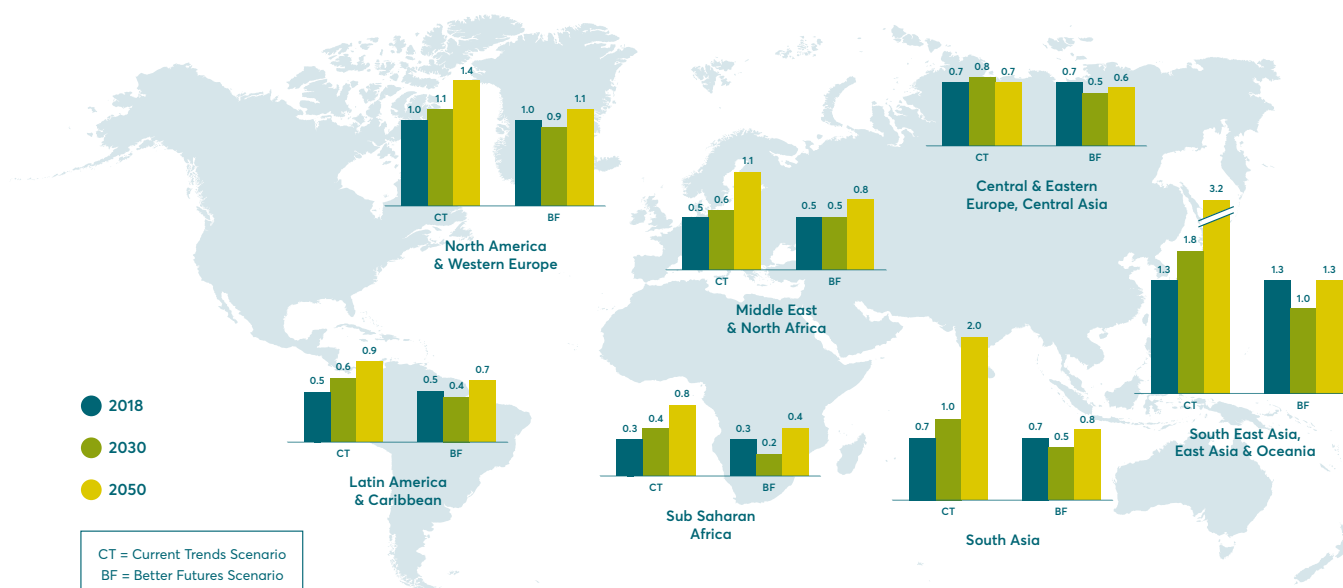 1.0 1.1 1.4 1.0 0.9 1.1
CT BF
North America
& Western Europe
0.5 0.6 1.1 0.5 0.5 0.8
CT BF
Middle East
& North Africa
0.7 0.8 0.7 0.7 0.5 0.6
CT BF
Central & Eastern
Europe, Central Asia
1.3 1.8 3.2 1.3 1.0 1.3
CT BF
South East Asia,
East Asia & Oceania
0.5 0.6 0.9 0.5 0.4 0.7
CT BF
Latin America
& Caribbean
0.3 0.4 0.8 0.3 0.2 0.4
CT BF
Sub Saharan
Africa
0.7 1.0 2.0 0.7 0.5 0.8
CT BF
South Asia
2018
2030
2050
CT = Current Trends Scenario
BF = Better Futures Scenario